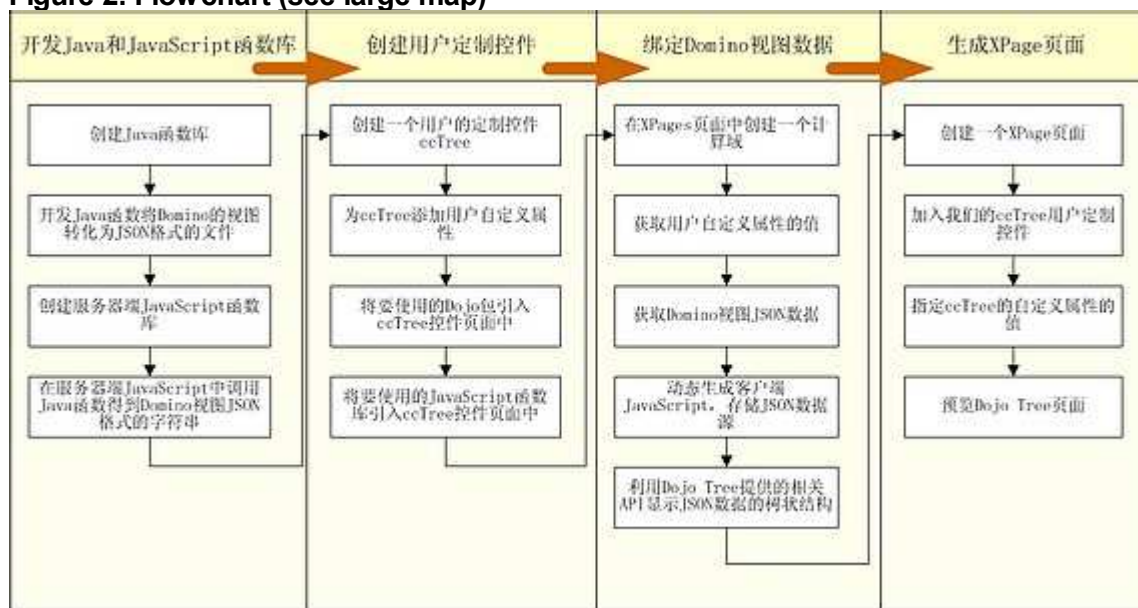 Figure 2. Flowchart (see large map)
开发Java和JavaScript函数库
创建用户定制控件
绑定Domino视图数据
生成XPage页面
创建Java函数库
开发Java函数将Domino的视图
转化为JSON格式的文件
创建服务器端JavaScript函数
库
在服务器端JavaScript中调用
Java函数得到Domino视图JSON
格式的字符串
创建一个用户的定制控件
ccTree
为ccTree添加用户自定义属
性
将要使用的Dojo包引入
ccTree控件页面中
将要使用的JavaScript函数
库引入ccTree控件页面中
在XPages页面中创建一个计
算域
获取用户自定义属性的值
获取Domino视图JSON数据
动态生成客户端
JavaScript，存储JSON数据
源
利用Dojo Tree提供的相关
API显示JSON数据的树状结构
创建一个XPage页面
加入我们的ccTree用户定制
控件
指定ccTree的自定义属性的
值
预览Dojo Tree页面